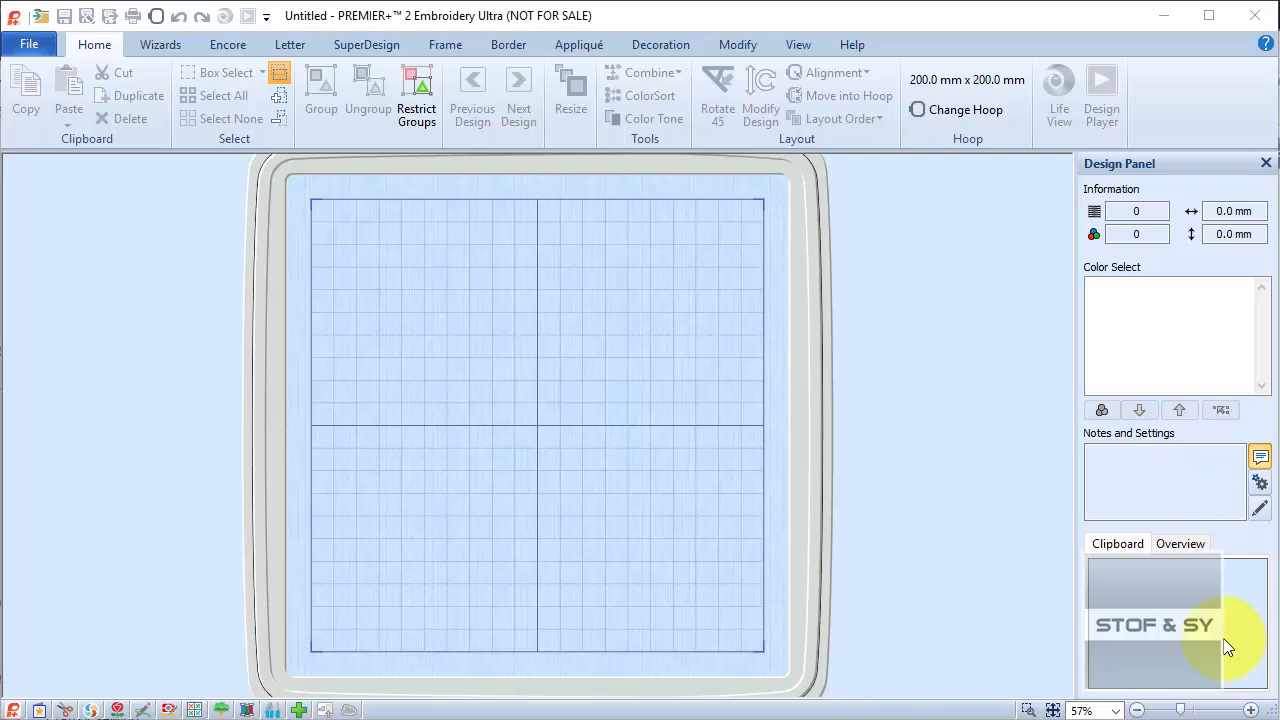 Untitled - PREMIER+™ 2 Embroidery Ultra (NOT FOR SALE)
File Home Wizards Encore Letter SuperDesign Frame Border Appliqué Decoration Modify View Help
Copy
Paste
Cut
Duplicate
Delete
Clipboard
Box Select
Select All
Select None
Select
Group
Ungroup
Restrict
Groups
Previous
Design
Next
Design
Resize
Combine
ColorSort
Color Tone
Tools
Rotate
45
Modify
Design
Alignment
Move into Hoop
Layout Order
Layout
200.0 mm x 200.0 mm
Change Hoop
Hoop
Life
View
Design
Player
Design Panel
Information
0 0.0 mm
0 0.0 mm
Color Select
Notes and Settings
Clipboard Overview
STOF & SY
57%